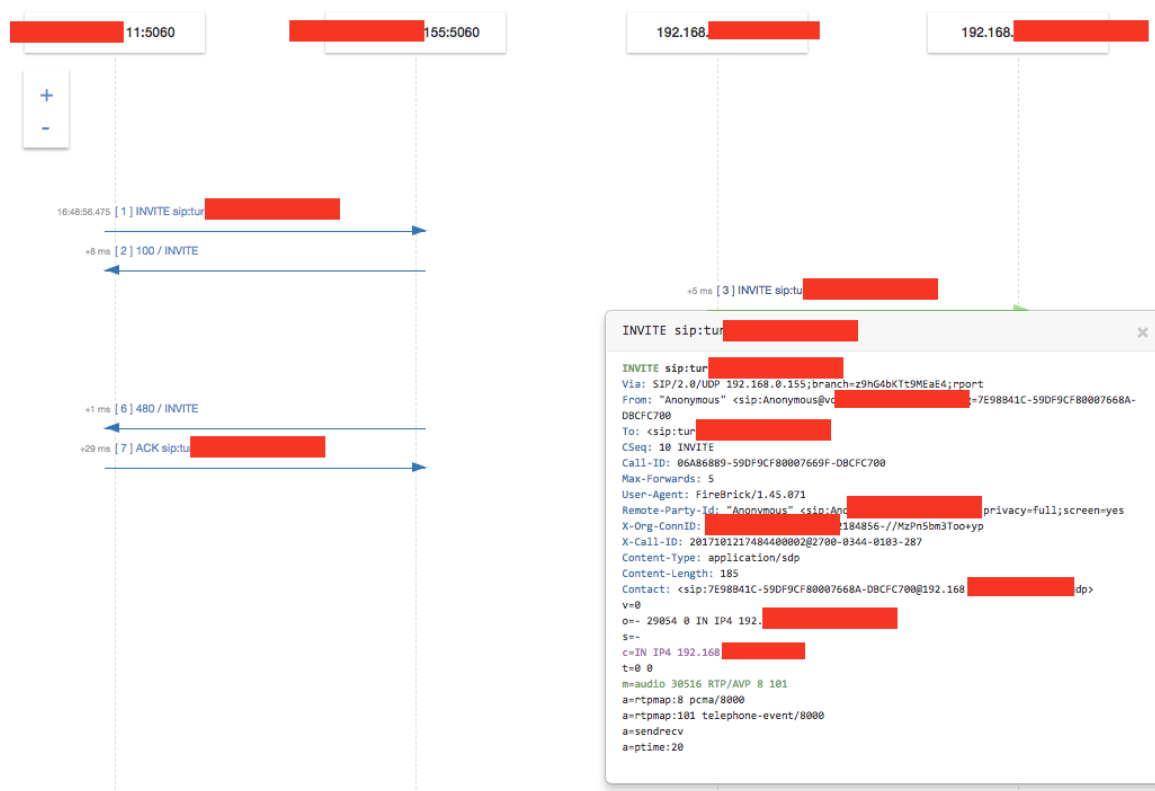 11:5060
155:5060
192.168.
192.168.
+
-
16:48:56.475 [ 1 ] INVITE sip:tur
+8 ms [ 2 ] 100 / INVITE
+5 ms [ 3 ] INVITE sip:tu
+1 ms [ 6 ] 480 / INVITE
+29 ms [ 7 ] ACK sip:tu
INVITE sip:tur
×
INVITE sip:tur
Via: SIP/2.0/UDP 192.168.0.155;branch=z9hG4bKTt9MEaE4;rport
From: "Anonymous" <sip:Anonymous@vo =7E98B41C-59DF9CF80007668A-
DBCFC700
To: <sip:tur
CSeq: 10 INVITE
Call-ID: 06A86889-59DF9CF80007669F-DBCFC700
Max-Forwards: 5
User-Agent: FireBrick/1.45.071
Remote-Party-Id: "Anonymous" <sip:Ano privacy=full;screen=yes
X-Org-ConnID: 2184856-//MzPn5bm3Too+yp
X-Call-ID: 2017101217484400002@2700-0344-0103-287
Content-Type: application/sdp
Content-Length: 185
Contact: <sip:7E98B41C-59DF9CF80007668A-DBCFC700@192.168 dp>
v=0
o=- 29054 0 IN IP4 192.
s=-
c=IN IP4 192.168
t=0 0
m=audio 30516 RTP/AVP 8 101
a=rtpmap:8 pcma/8000
a=rtpmap:101 telephone-event/8000
a=sendrecv
a=ptime:20